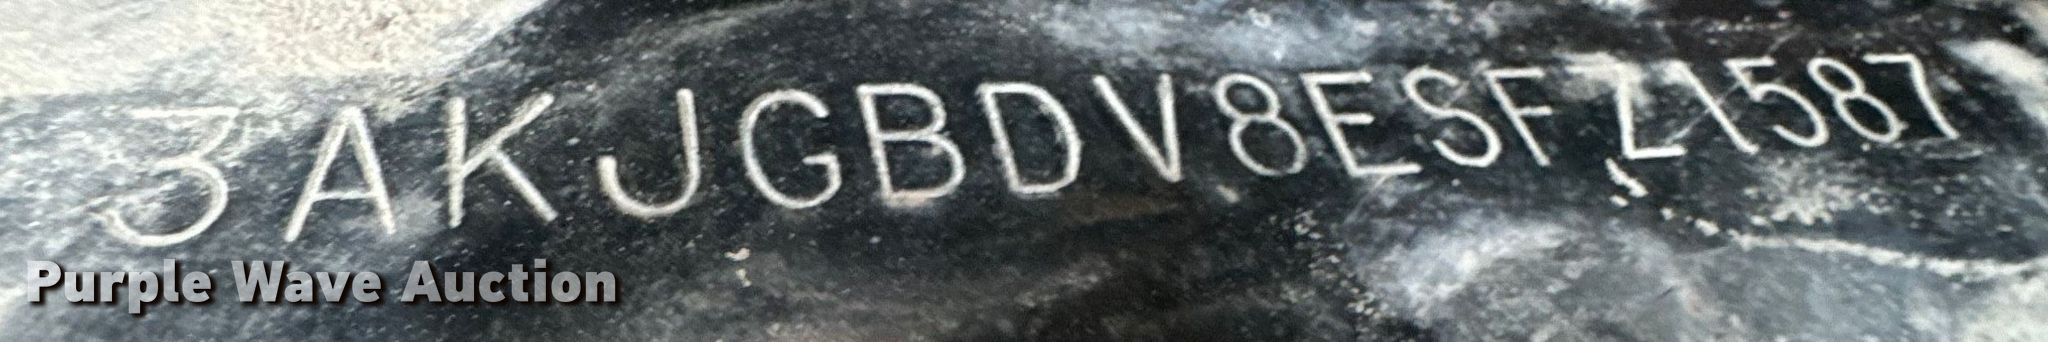 3AKJGBDV8ESFZ1587
Purple Wave Auction